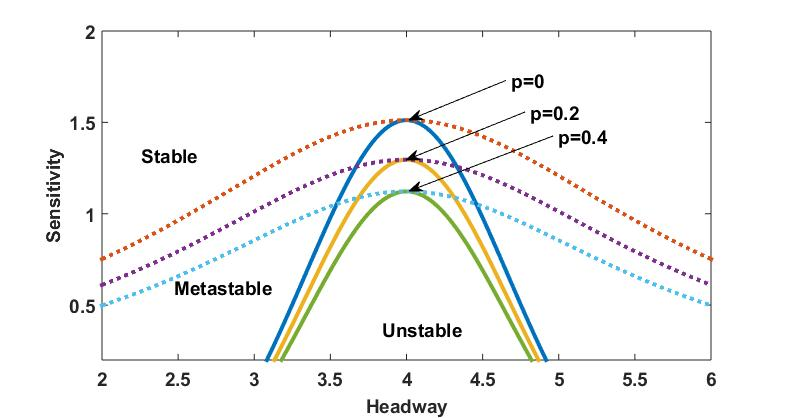 2
p=0
p=0.2
1.5
p=0.4
Stable
Sensitivity
1
Metastable
0.5
Unstable
2 2.5 3 3.5 4 4.5 5 5.5 6
Headway